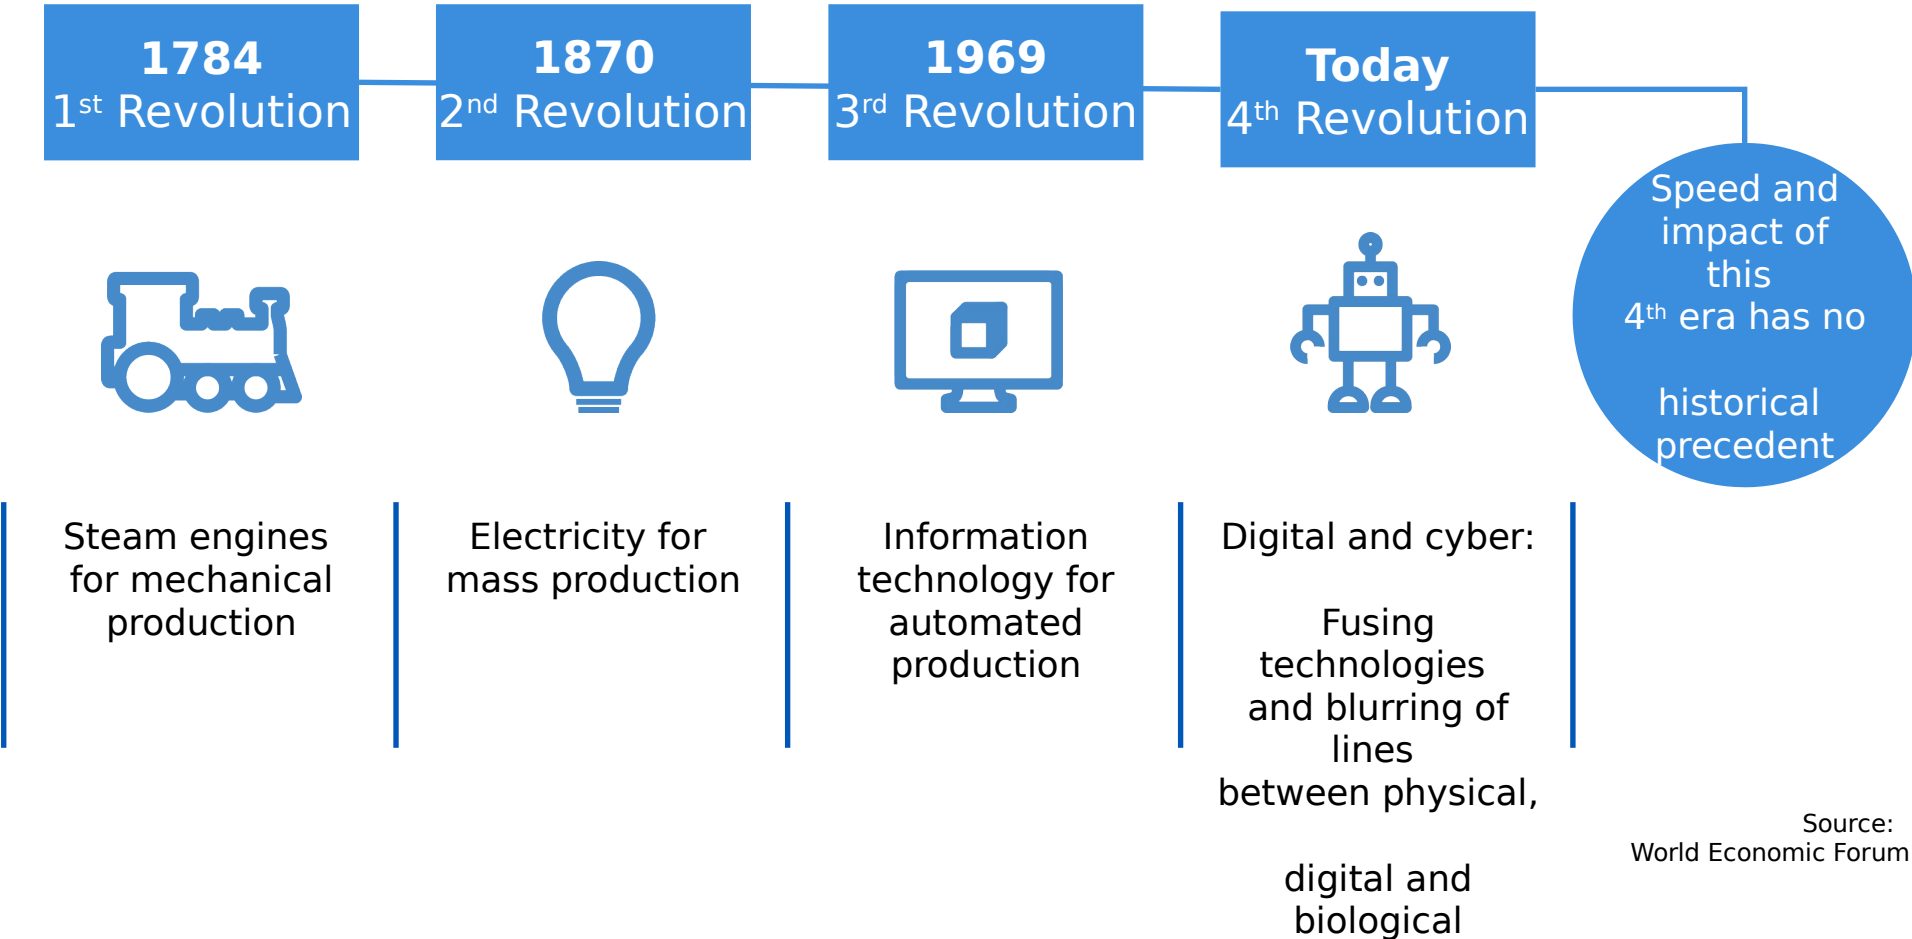 1784
1st Revolution
1870
2nd Revolution
1969
3rd Revolution
Today
4th Revolution
Speed and
impact of
this
4th era has no
historical
precedent
Steam engines
for mechanical
production
Electricity for
mass production
Information
technology for
automated
production
Digital and cyber:
Fusing
technologies
and blurring of
lines
between physical,
digital and
biological
Source:
World Economic Forum